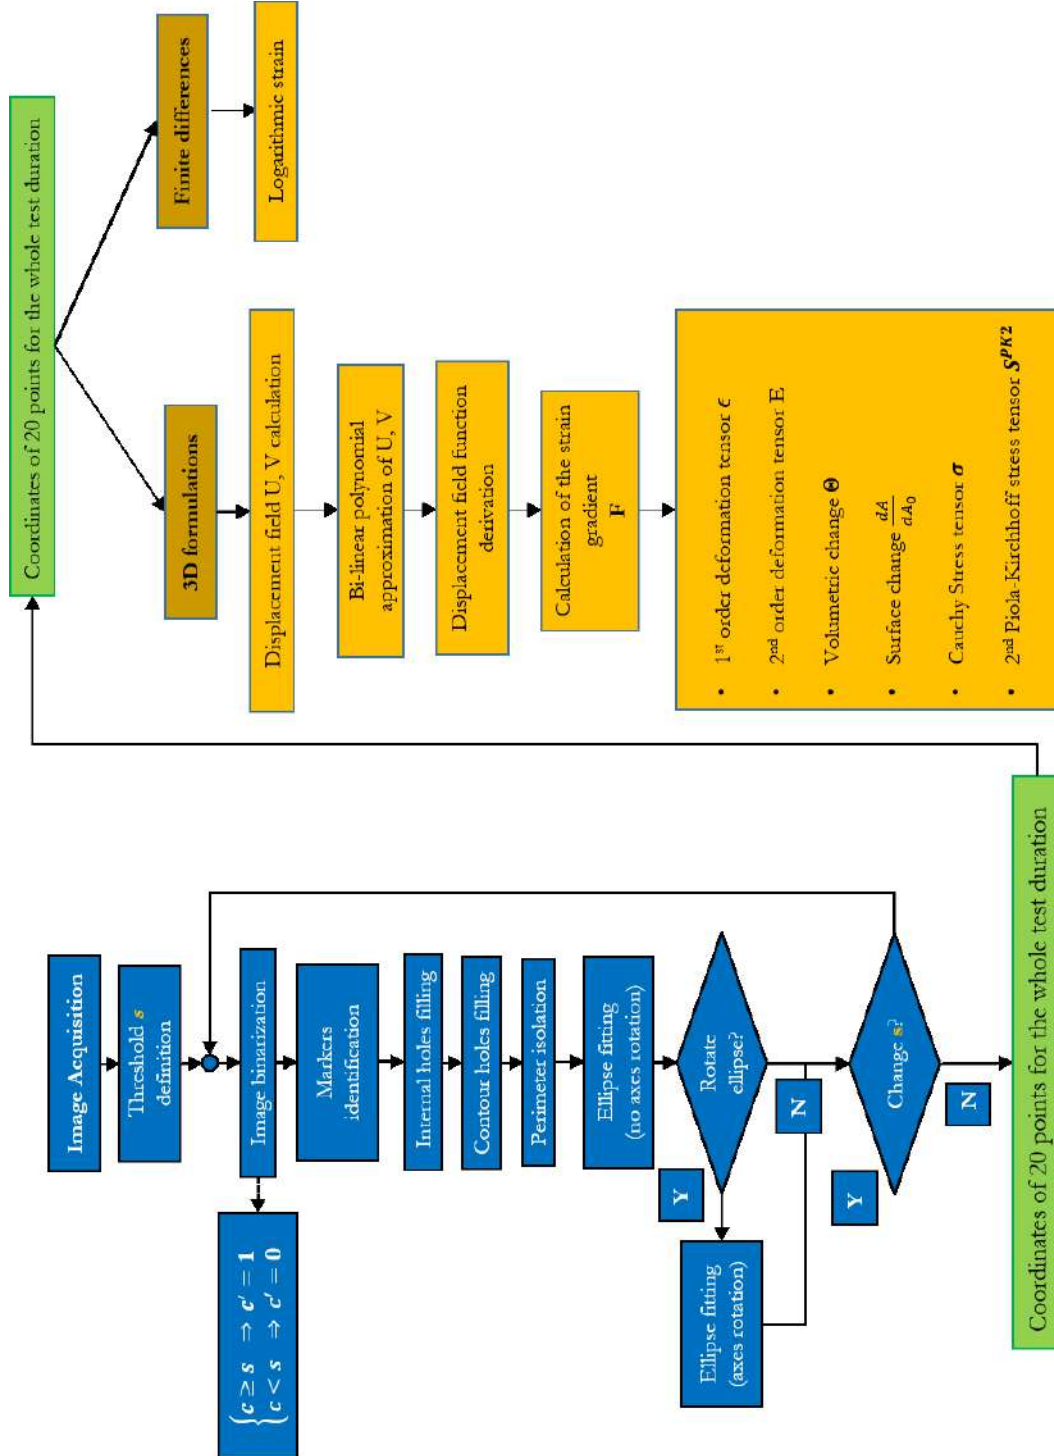 Image Acquisition
Threshold s
definition
Image binarization
{ c ≥ s ⇒ c′ = 1
c < s ⇒ c′ = 0
Markers
identification
Internal holes filling
Contour holes filling
Perimeter isolation
Ellipse fitting
(no axes rotation)
Rotate
ellipse?
Y
N
Ellipse fitting
(axes rotation)
Change s?
Y
N
Coordinates of 20 points for the whole test duration
Coordinates of 20 points for the whole test duration
3D formulations
Finite differences
Displacement field U, V calculation
Logarithmic strain
Bi-linear polynomial
approximation of U, V
Displacement field function
derivation
Calculation of the strain
gradient
F
• 1st order deformation tensor ϵ
• 2nd order deformation tensor E
• Volumetric change Θ
• Surface change dA/dA₀
• Cauchy Stress tensor σ
• 2nd Piola-Kirchhoff stress tensor S^PK2